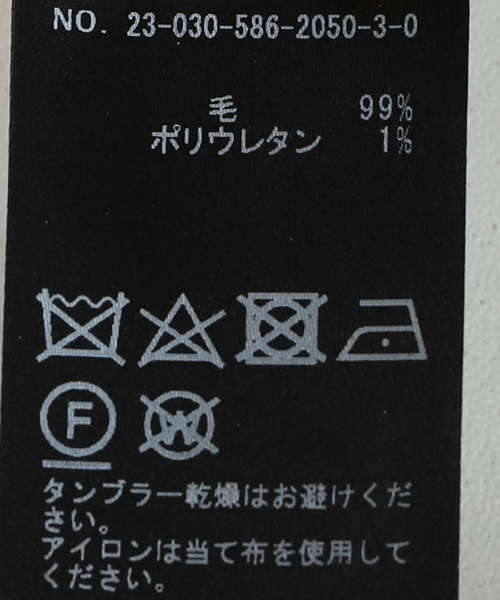 NO. 23-030-586-2050-3-0
毛 99%
ポリウレタン 1%
F W
タンブラー乾燥はお避けくだ
さい。
アイロンは当て布を使用して
ください。